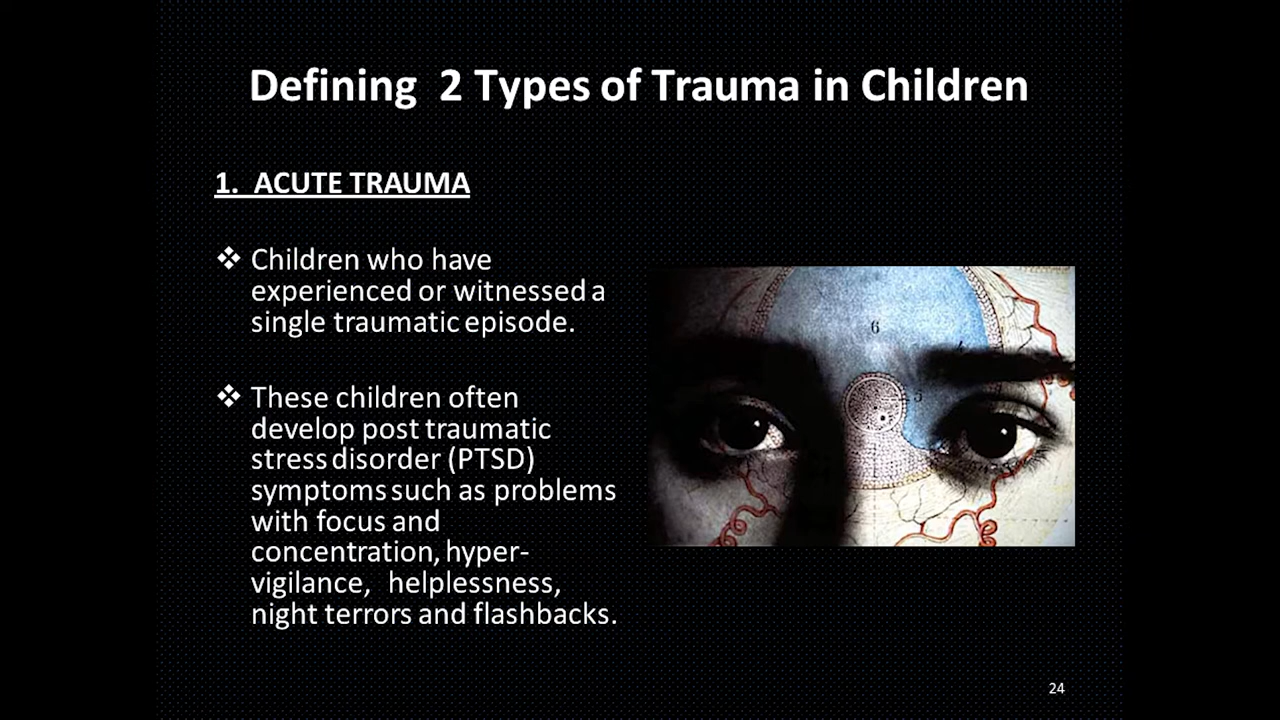 Defining 2 Types of Trauma in Children
1. ACUTE TRAUMA
❖ Children who have
experienced or witnessed a
single traumatic episode.
❖ These children often
develop post traumatic
stress disorder (PTSD)
symptoms such as problems
with focus and
concentration, hyper-
vigilance, helplessness,
night terrors and flashbacks.
6
24